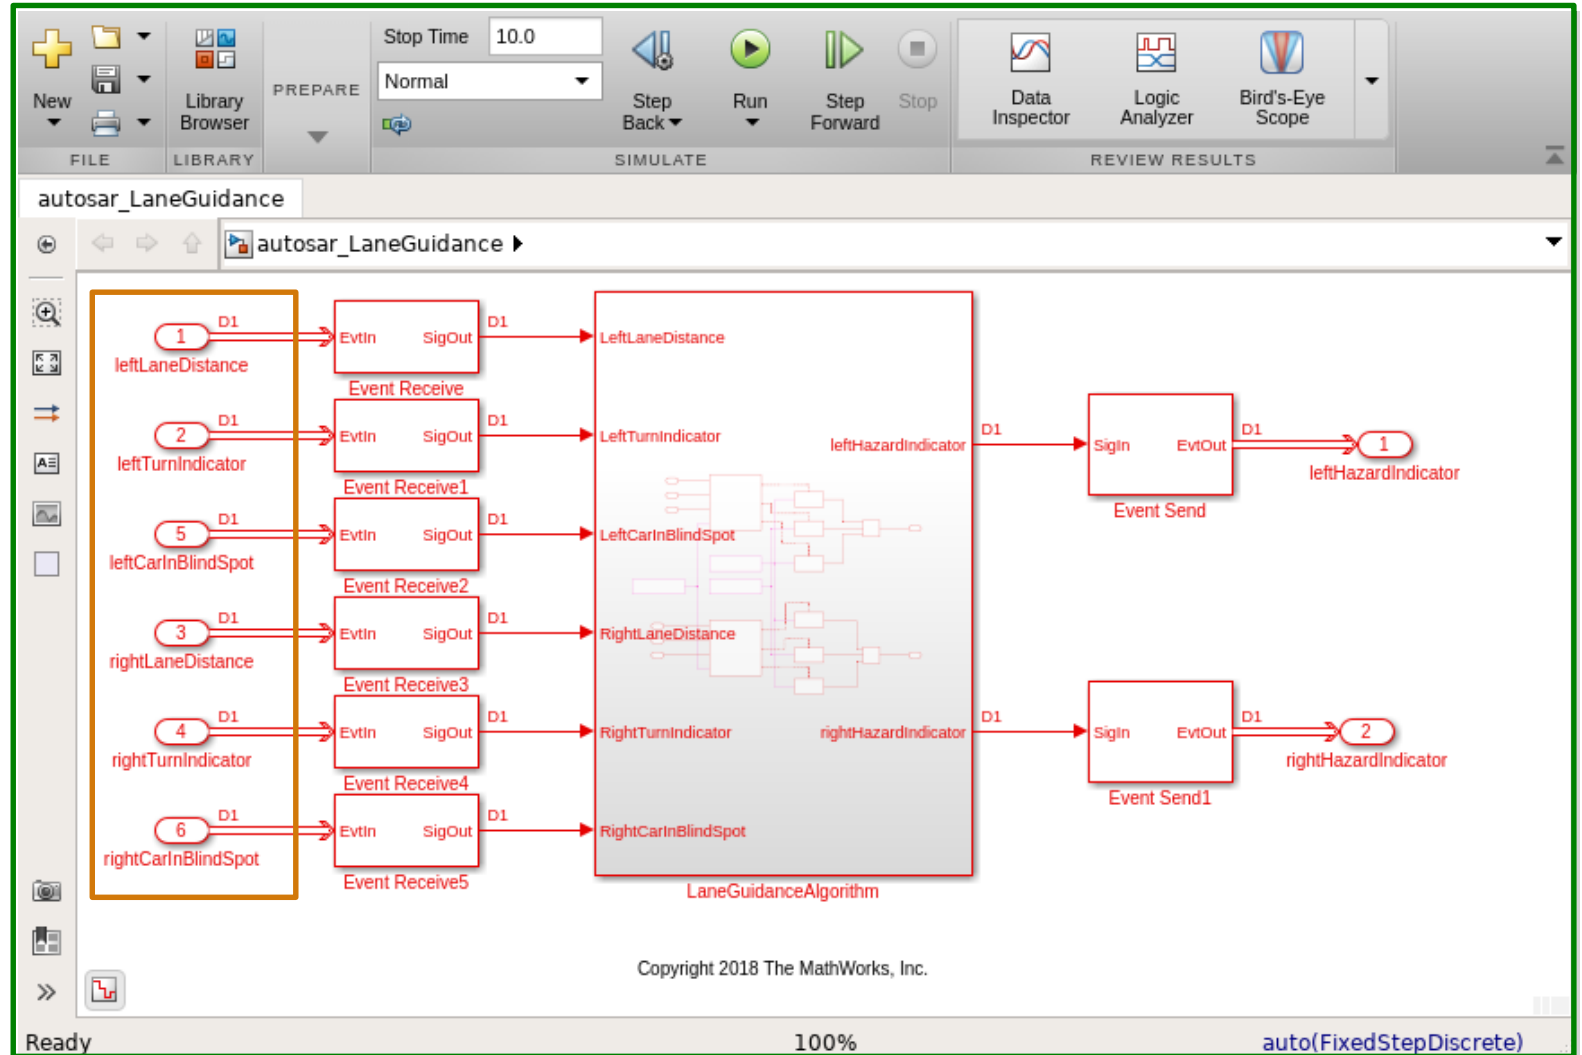 Stop Time 10.0
Normal
New
Library
Browser
PREPARE
Step
Back
Run
Step
Forward
Stop
Data
Inspector
Logic
Analyzer
Bird's-Eye
Scope
FILE
LIBRARY
SIMULATE
REVIEW RESULTS
autosar_LaneGuidance
autosar_LaneGuidance
1 D1
leftLaneDistance
EvtIn SigOut D1
Event Receive
2 D1
leftTurnIndicator
EvtIn SigOut D1
Event Receive1
5 D1
leftCarInBlindSpot
EvtIn SigOut D1
Event Receive2
3 D1
rightLaneDistance
EvtIn SigOut D1
Event Receive3
4 D1
rightTurnIndicator
EvtIn SigOut D1
Event Receive4
6 D1
rightCarInBlindSpot
EvtIn SigOut D1
Event Receive5
LeftLaneDistance
LeftTurnIndicator
LeftCarInBlindSpot
RightLaneDistance
RightTurnIndicator
RightCarInBlindSpot
leftHazardIndicator
rightHazardIndicator
LaneGuidanceAlgorithm
D1
SigIn EvtOut
Event Send
D1
1
leftHazardIndicator
D1
SigIn EvtOut
Event Send1
D1
2
rightHazardIndicator
Copyright 2018 The MathWorks, Inc.
Ready
100%
auto(FixedStepDiscrete)